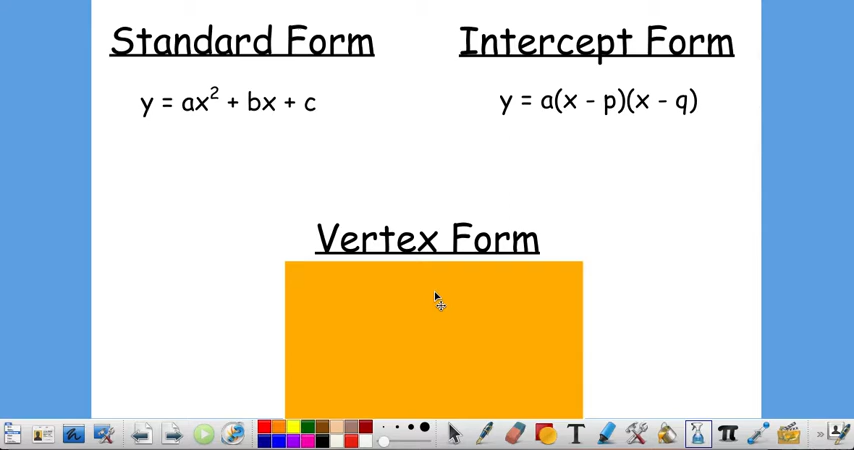 Standard Form
y = ax² + bx + c
Intercept Form
y = a(x - p)(x - q)
Vertex Form